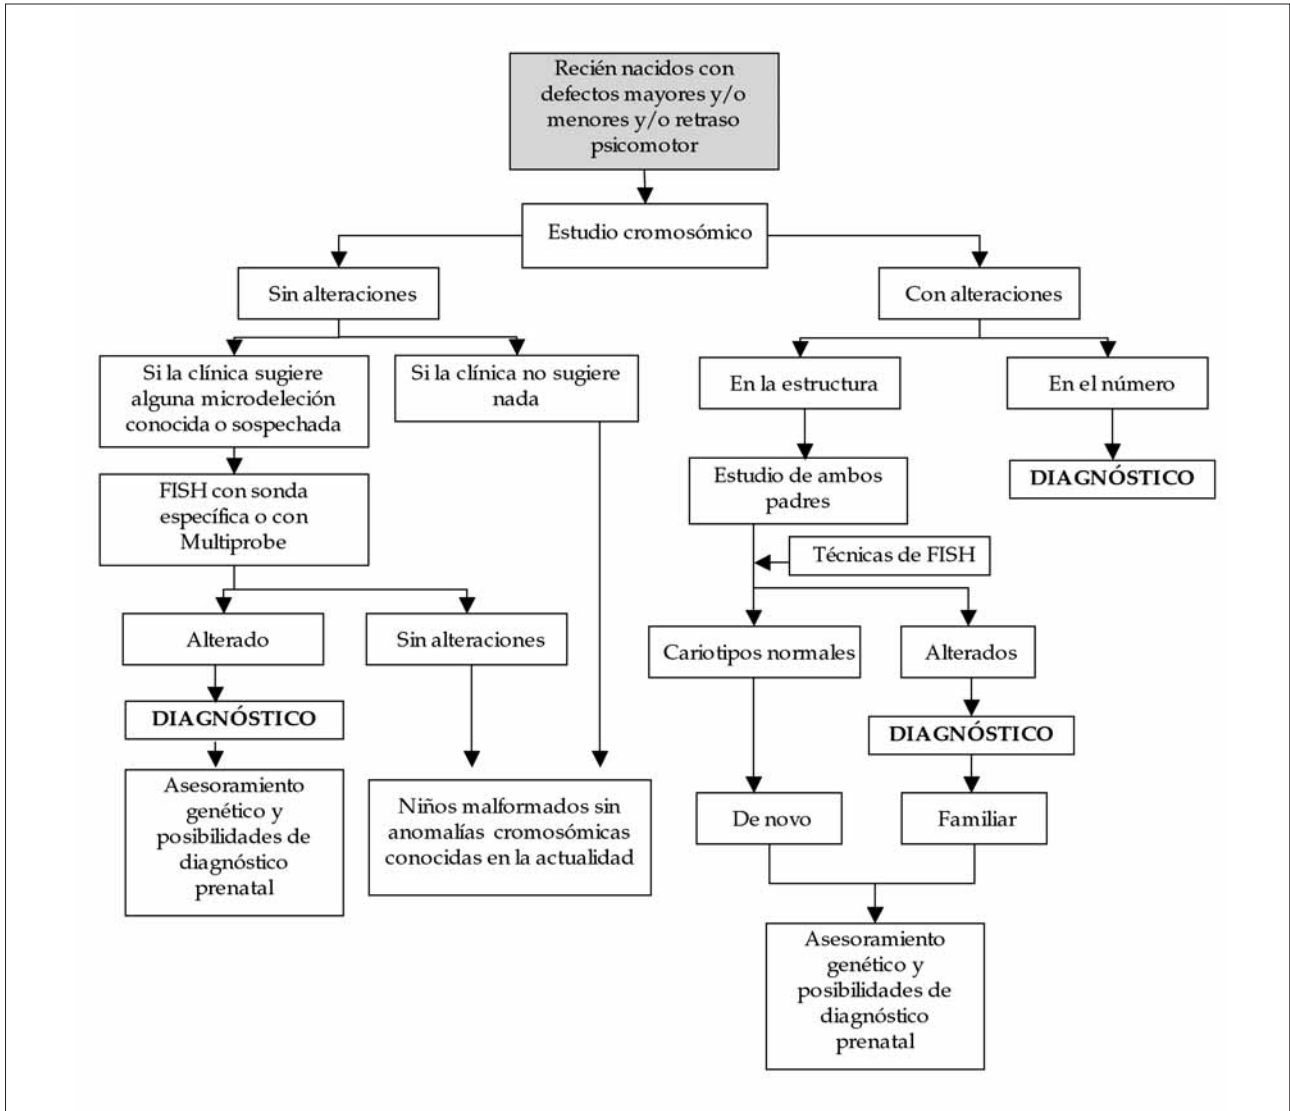 Recién nacidos con
defectos mayores y/o
menores y/o retraso
psicomotor
Estudio cromosómico
Sin alteraciones
Con alteraciones
Si la clínica sugiere
alguna microdeleción
conocida o sospechada
Si la clínica no sugiere
nada
En la estructura
En el número
FISH con sonda
específica o con
Multiprobe
Estudio de ambos
padres
DIAGNÓSTICO
Técnicas de FISH
Alterado
Sin alteraciones
Cariotipos normales
Alterados
DIAGNÓSTICO
DIAGNÓSTICO
Asesoramiento
genético y
posibilidades de
diagnóstico
prenatal
Niños malformados sin
anomalías cromosómicas
conocidas en la actualidad
De novo
Familiar
Asesoramiento
genético y
posibilidades de
diagnóstico
prenatal